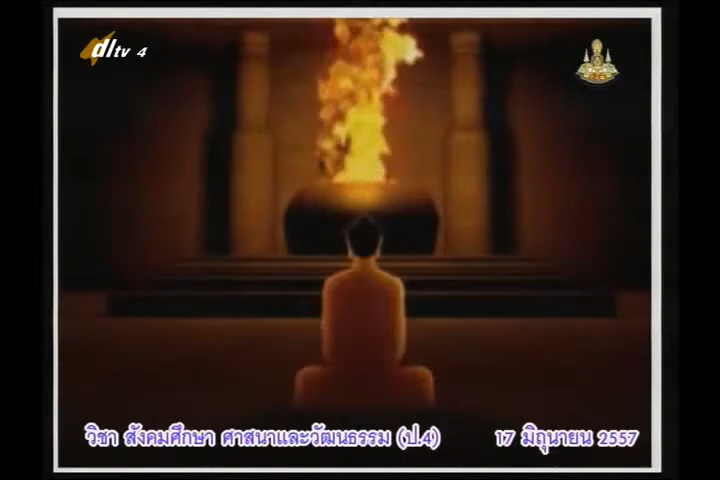 dltv 4
วิชา สังคมศึกษา ศาสนาและวัฒนธรรม (ป.4) 17 มิถุนายน 2557